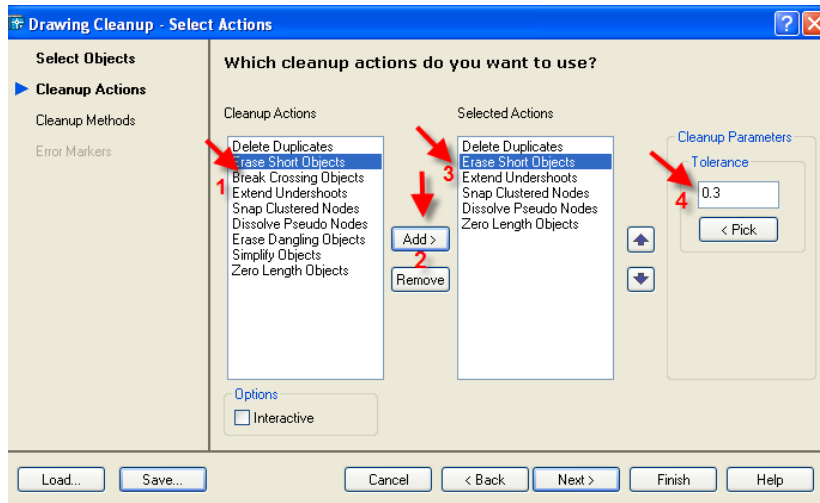 Drawing Cleanup - Select Actions
Select Objects
Cleanup Actions
Cleanup Methods
Error Markers
Which cleanup actions do you want to use?
Cleanup Actions
Delete Duplicates
Erase Short Objects
Break Crossing Objects
Extend Undershoots
Snap Clustered Nodes
Dissolve Pseudo Nodes
Erase Dangling Objects
Simplify Objects
Zero Length Objects
1
Add >
2
Remove
Selected Actions
Delete Duplicates
Erase Short Objects
Extend Undershoots
Snap Clustered Nodes
Dissolve Pseudo Nodes
Zero Length Objects
3
Cleanup Parameters
Tolerance
0.3
4
< Pick
Options
Interactive
Load...
Save...
Cancel
< Back
Next >
Finish
Help